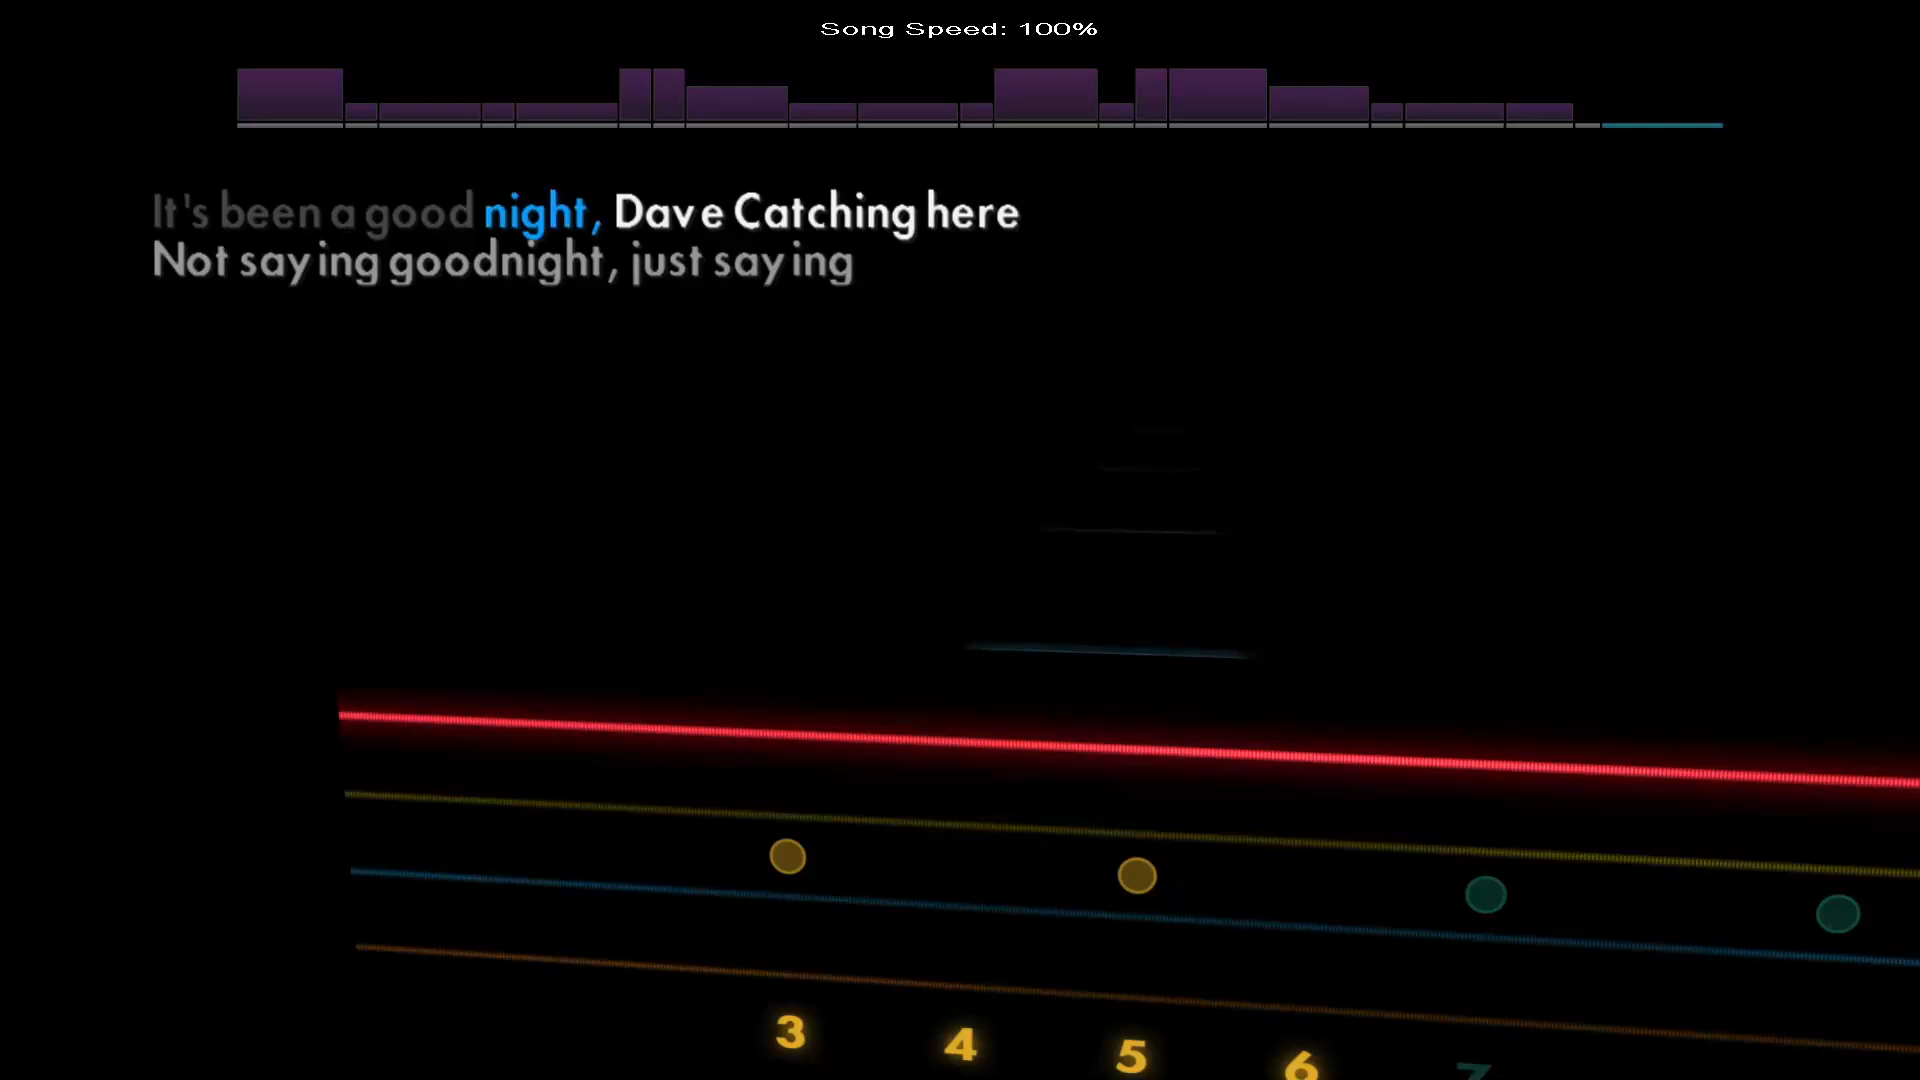 Song Speed: 100%
It's been a good night, Dave Catching here
Not saying goodnight, just saying
3 4 5 6 7